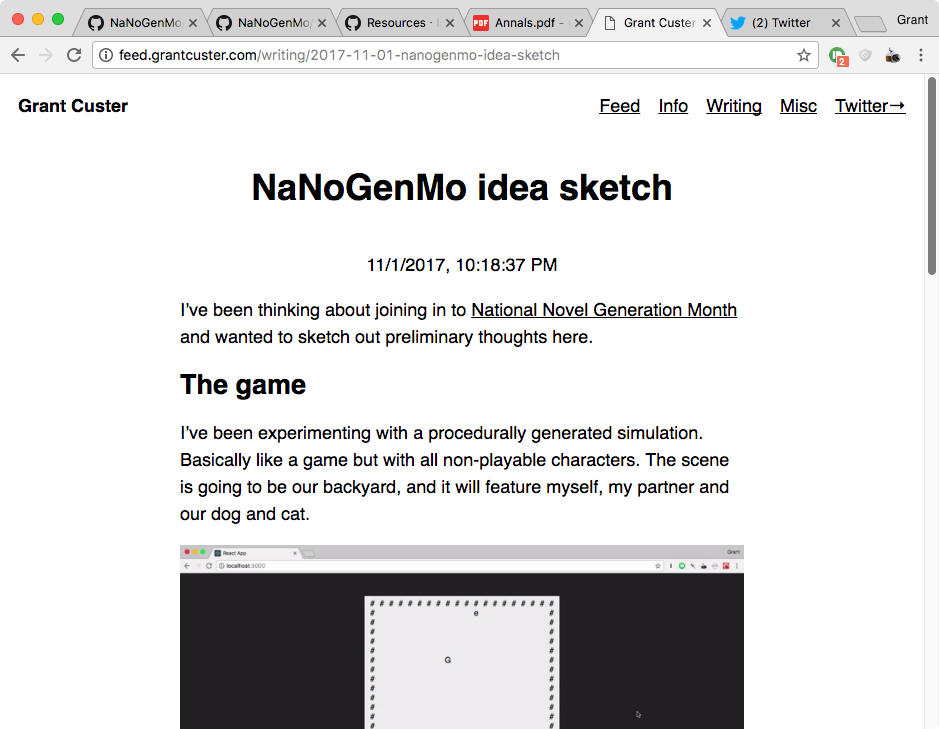 NaNoGenMo
NaNoGenMo
Resources
Annals.pdf -
Grant Custer
(2) Twitter
Grant
feed.grantcuster.com/writing/2017-11-01-nanogenmo-idea-sketch
2
Grant Custer
Feed Info Writing Misc Twitter→
NaNoGenMo idea sketch
11/1/2017, 10:18:37 PM
I’ve been thinking about joining in to National Novel Generation Month
and wanted to sketch out preliminary thoughts here.
The game
I’ve been experimenting with a procedurally generated simulation.
Basically like a game but with all non-playable characters. The scene
is going to be our backyard, and it will feature myself, my partner and
our dog and cat.
React App
Grant
localhost:3000
# # # # # # # # # # # # # # # # # # # #
# e #
#
#
#
# G #
#
#
#
#
#
#
#